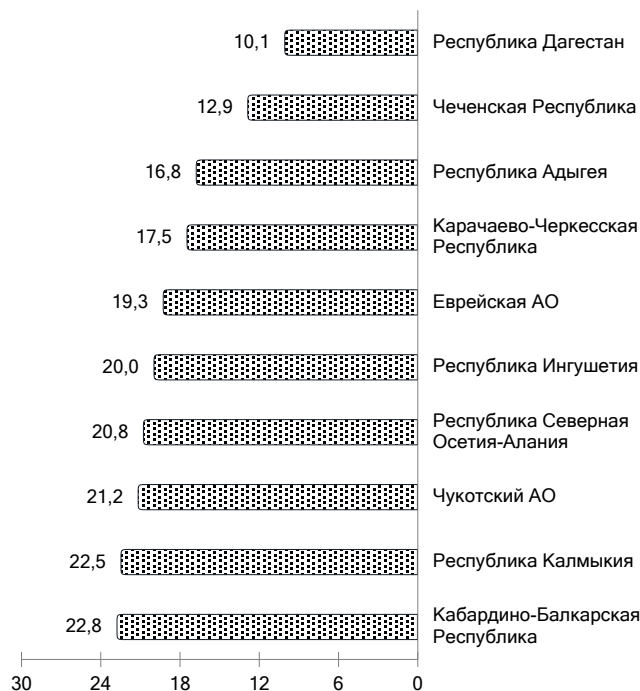 10,1 Республика Дагестан
12,9 Чеченская Республика
16,8 Республика Адыгея
17,5 Карачаево-Черкесская
Республика
19,3 Еврейская АО
20,0 Республика Ингушетия
20,8 Республика Северная
Осетия-Алания
21,2 Чукотский АО
22,5 Республика Калмыкия
22,8 Кабардино-Балкарская
Республика
30 24 18 12 6 0